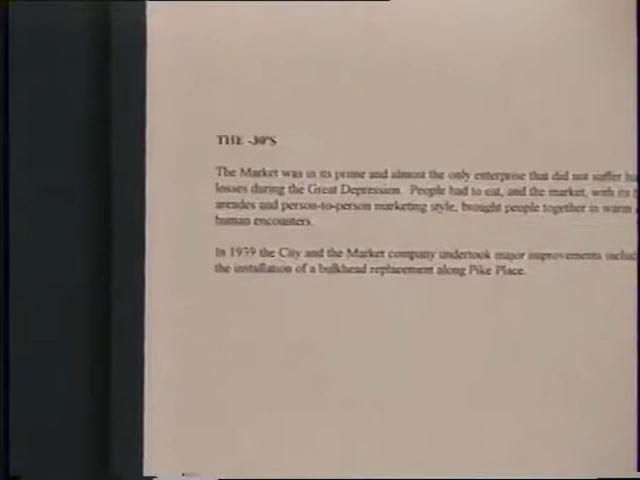 THE -30'S
The Market was in its prime and almost the only enterprise that did not suffer
losses during the Great Depression. People had to eat, and the market, with its
arcades and person-to-person marketing style, brought people together in warm
human encounters.
In 1939 the City and the Market company undertook major improvements
the installation of a bulkhead replacement along Pike Place.